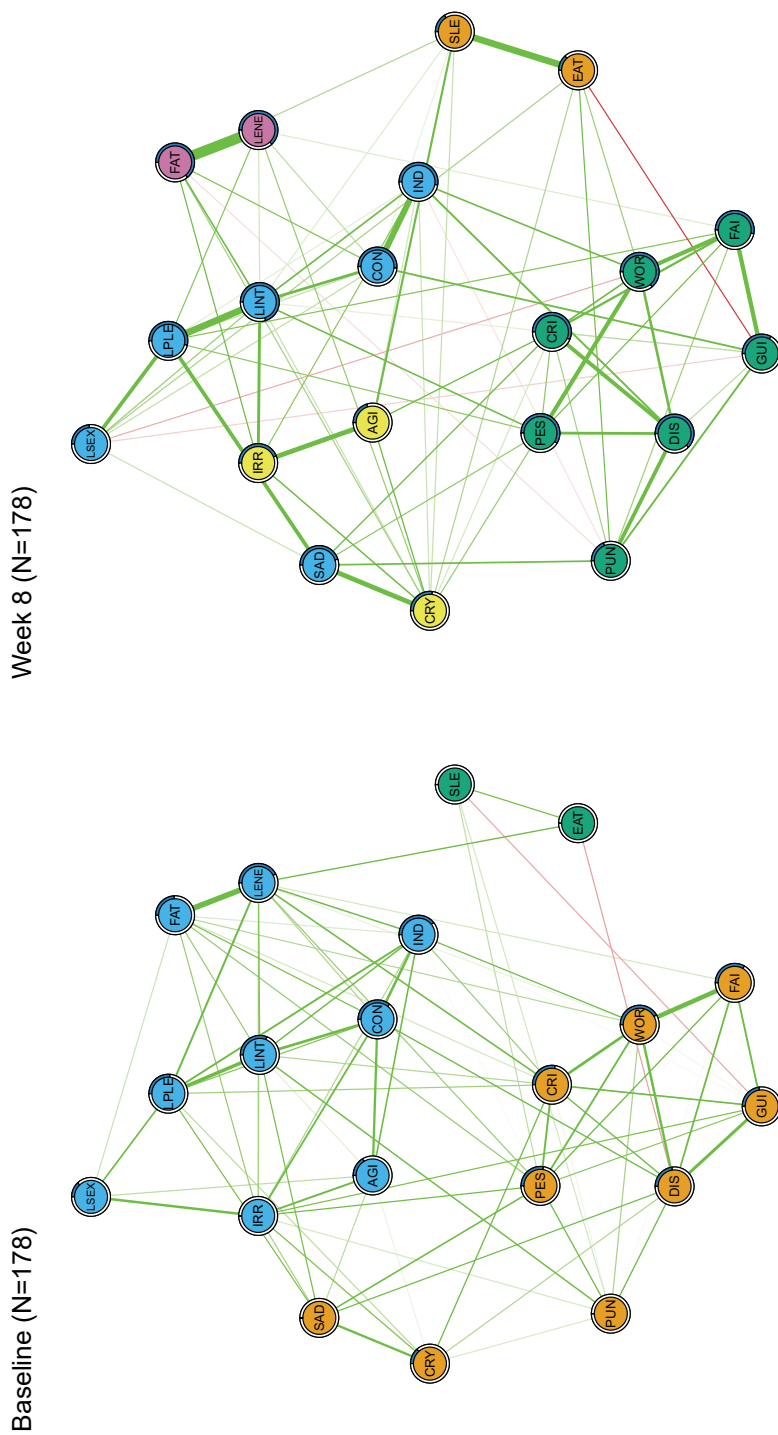 Baseline (N=178)
LSEX
LPLE
FAT
IRR
LINT
LENE
SAD
AGI
CON
IND
CRY
SLE
PES
CRI
EAT
PUN
WOR
DIS
FAI
GUI
Week 8 (N=178)
LSEX
LPLE
FAT
IRR
LINT
LENE
SAD
AGI
CON
IND
CRY
SLE
PES
CRI
EAT
PUN
WOR
DIS
FAI
GUI